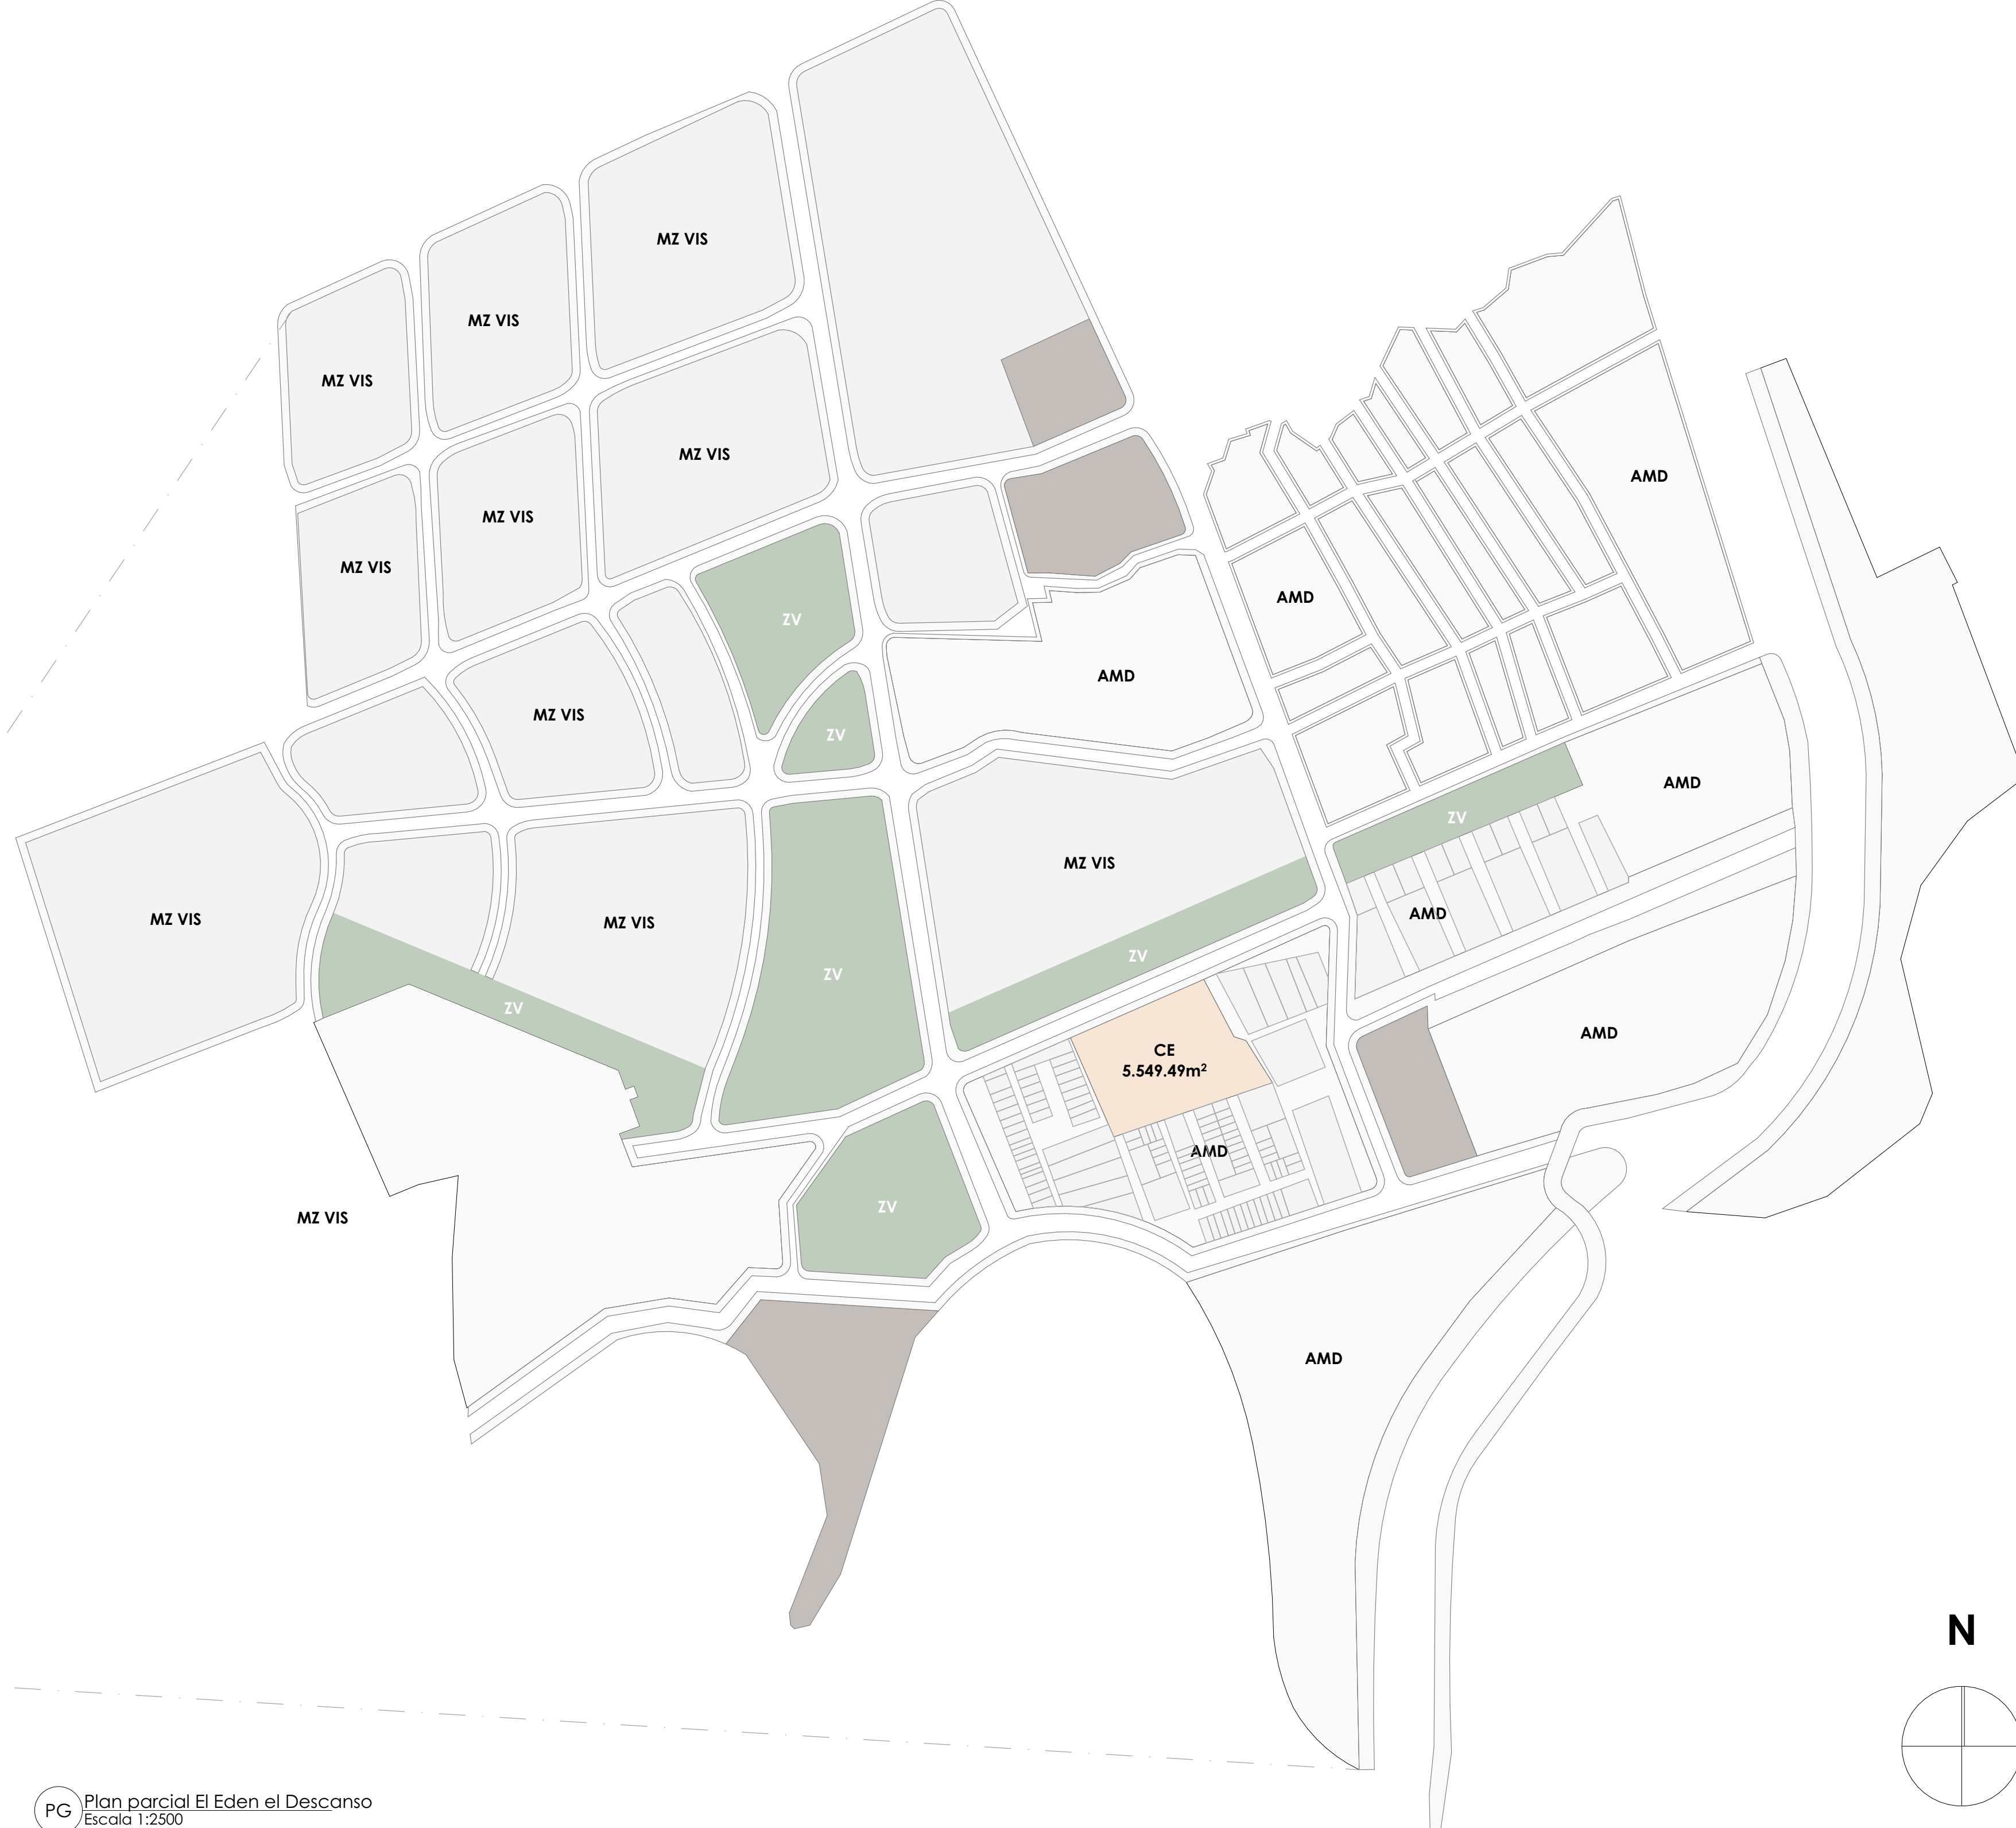 MZ VIS
MZ VIS
MZ VIS
MZ VIS
AMD
MZ VIS
MZ VIS
AMD
ZV
AMD
MZ VIS
ZV
AMD
ZV
MZ VIS
AMD
MZ VIS
MZ VIS
ZV
ZV
ZV
AMD
CE
5.549.49m²
AMD
ZV
MZ VIS
AMD
N
PG
Plan parcial El Eden el Descanso
Escala 1:2500